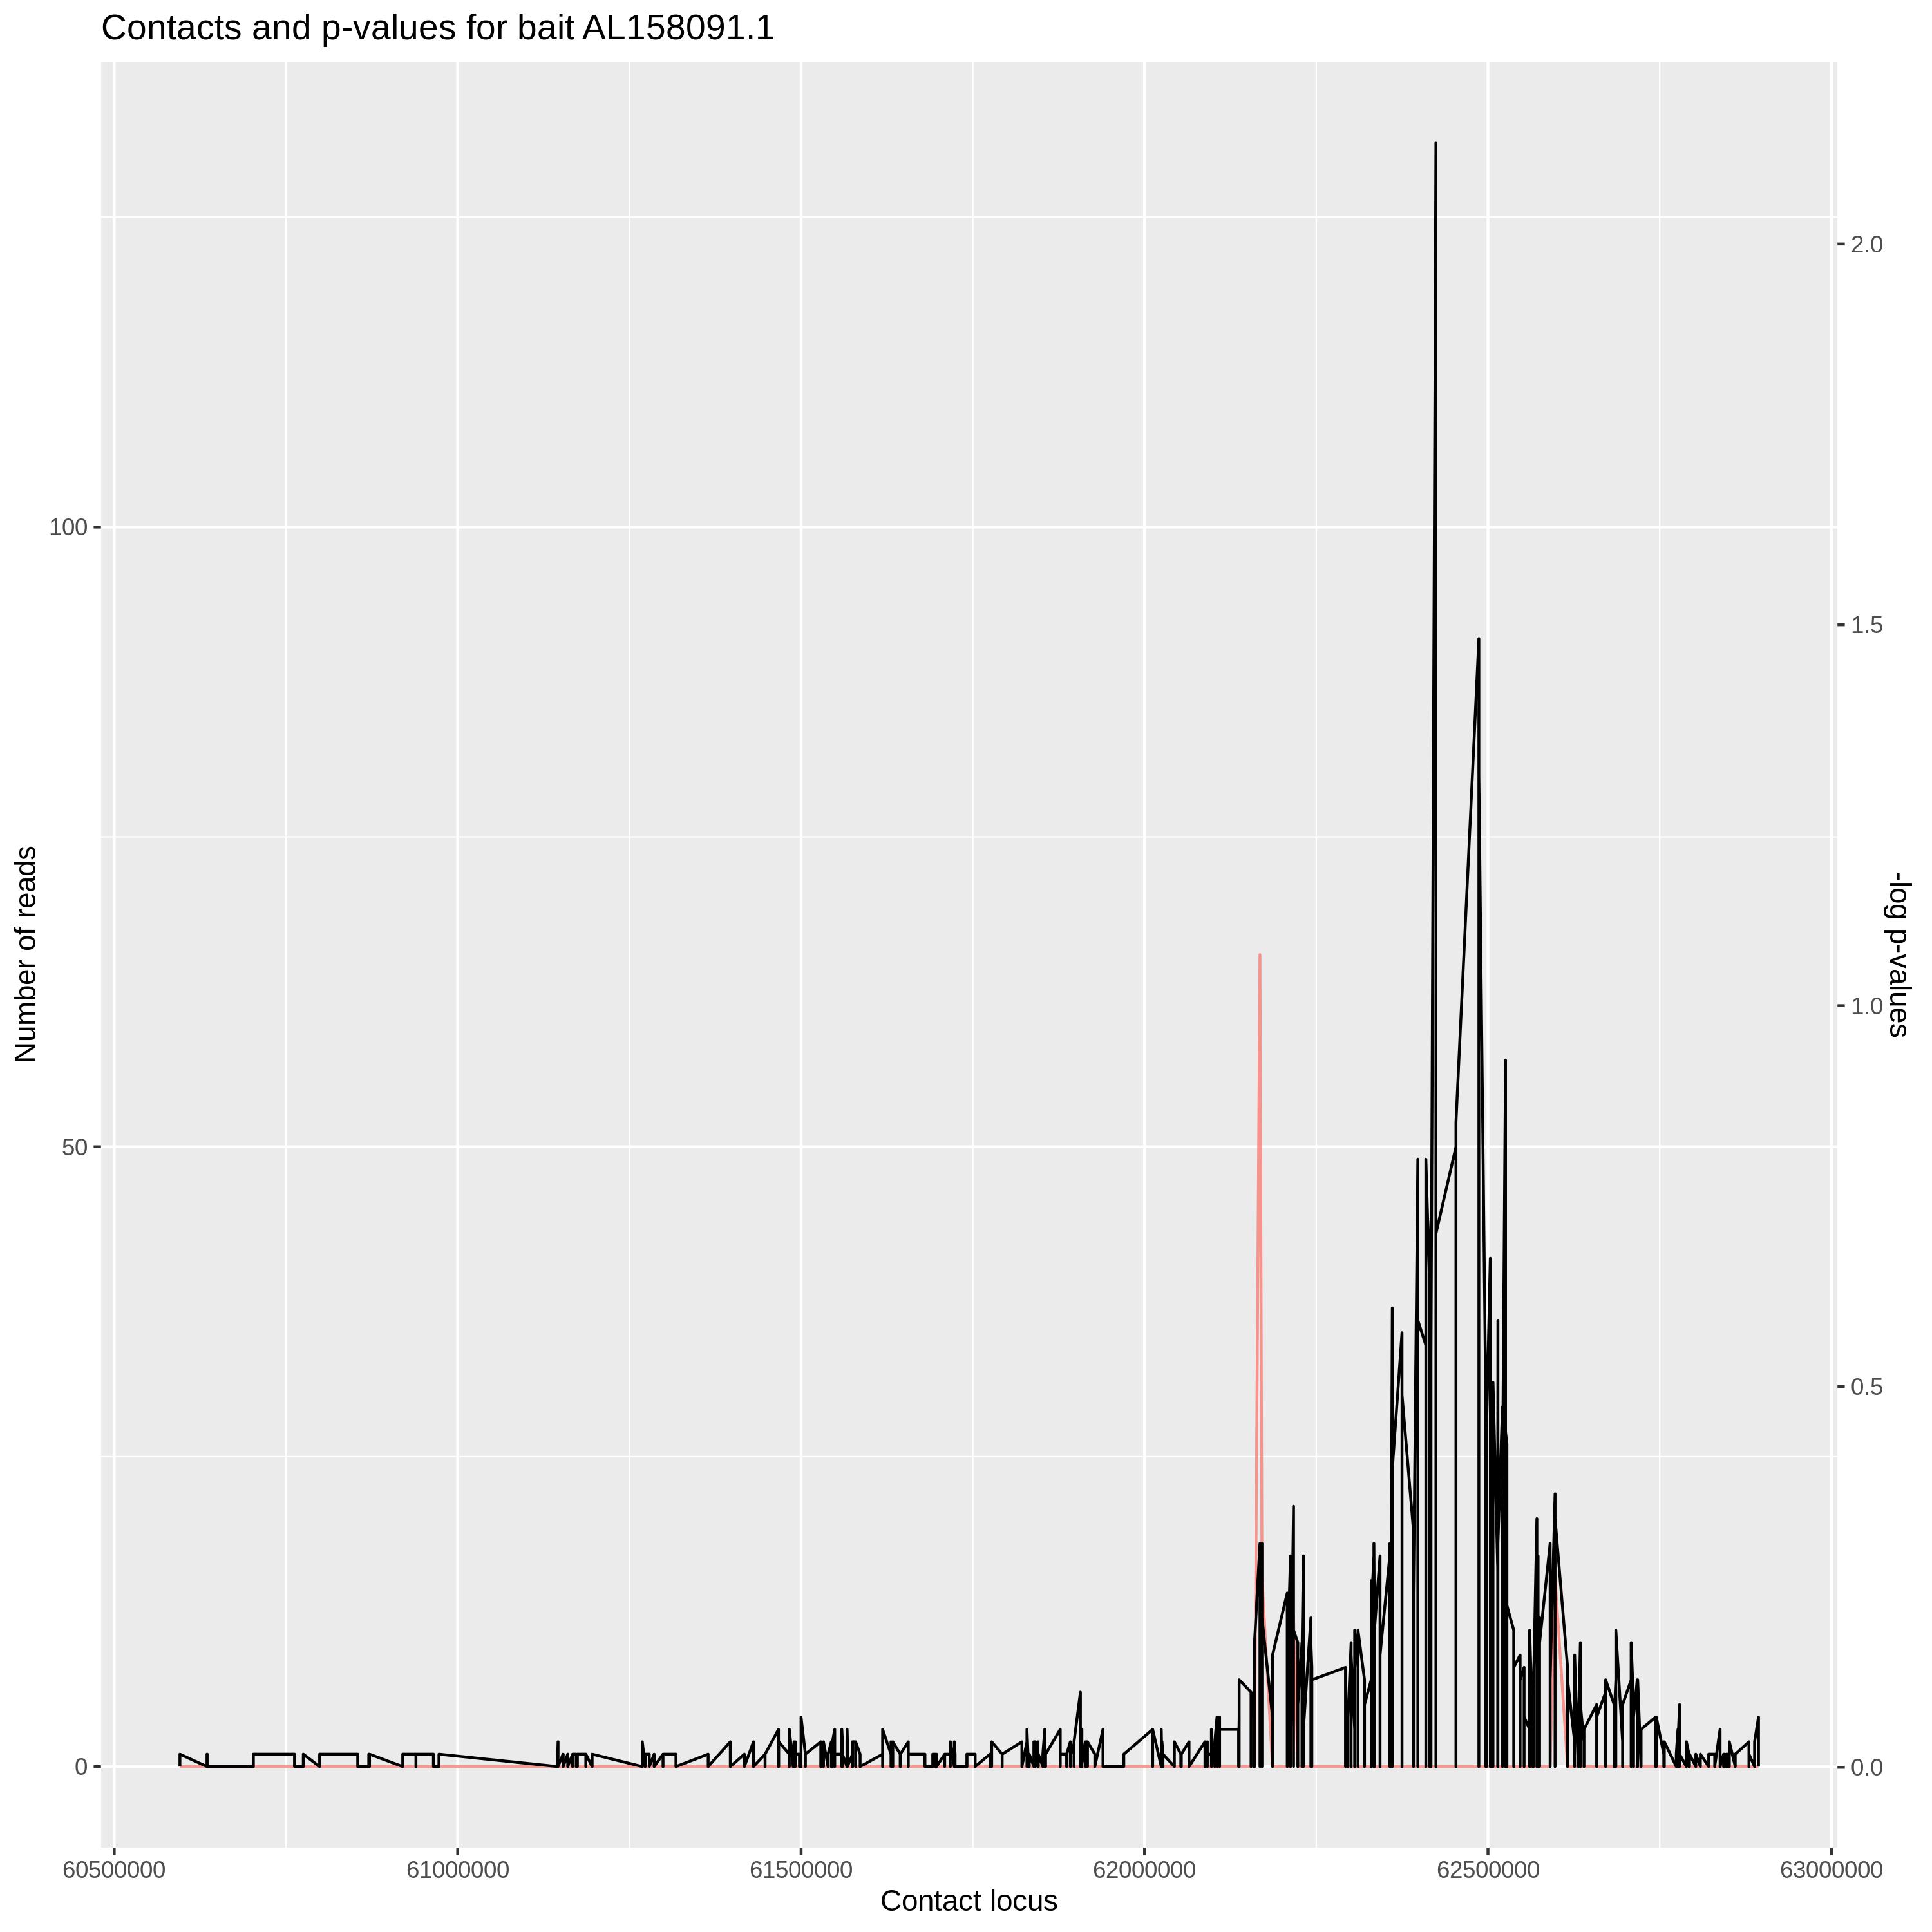 Contacts and p-values for bait AL158091.1
Number of reads
100
50
0
2.0
1.5
1.0
0.5
0.0
-log p-values
60500000 61000000 61500000 62000000 62500000 63000000
Contact locus